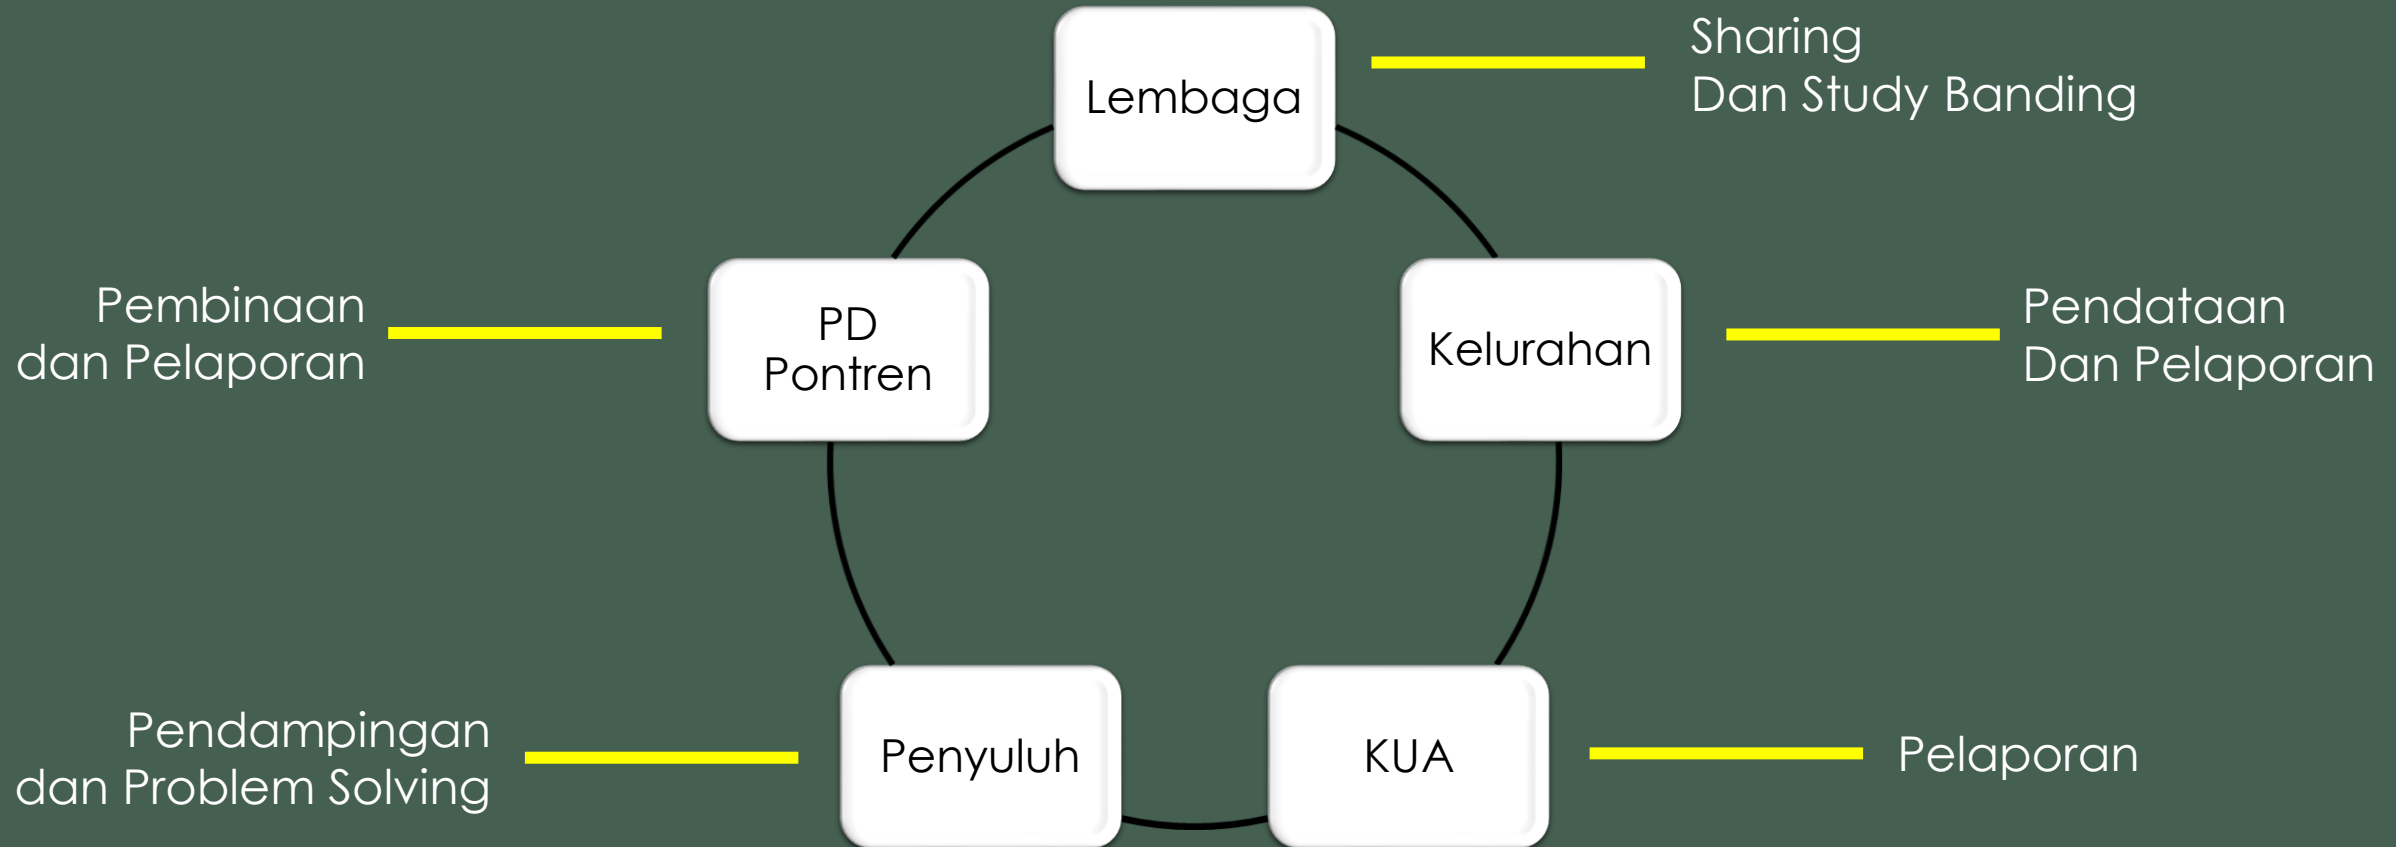 Lembaga
Sharing
Dan Study Banding
PD
Pontren
Pembinaan
dan Pelaporan
Kelurahan
Pendataan
Dan Pelaporan
Penyuluh
Pendampingan
dan Problem Solving
KUA
Pelaporan